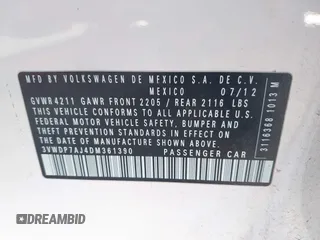 MFD BY VOLKSWAGEN DE MEXICO S.A. DE C.V.
MEXICO 07/12
GVWR4211 GAWR FRONT 2205 / REAR 2116 LBS
THIS VEHICLE CONFORMS TO ALL APPLICABLE FEDERAL
MOTOR VEHICLE SAFETY, BUMPER AND
THEFT PREVENTION STANDARDS IN EFFECT ON
THE DATE OF MANUFACTURE SHOWN ABOVE.
3VWDP7AJ4DM361390 PASSENGER CAR
3116368 1013 M
DREAMBID